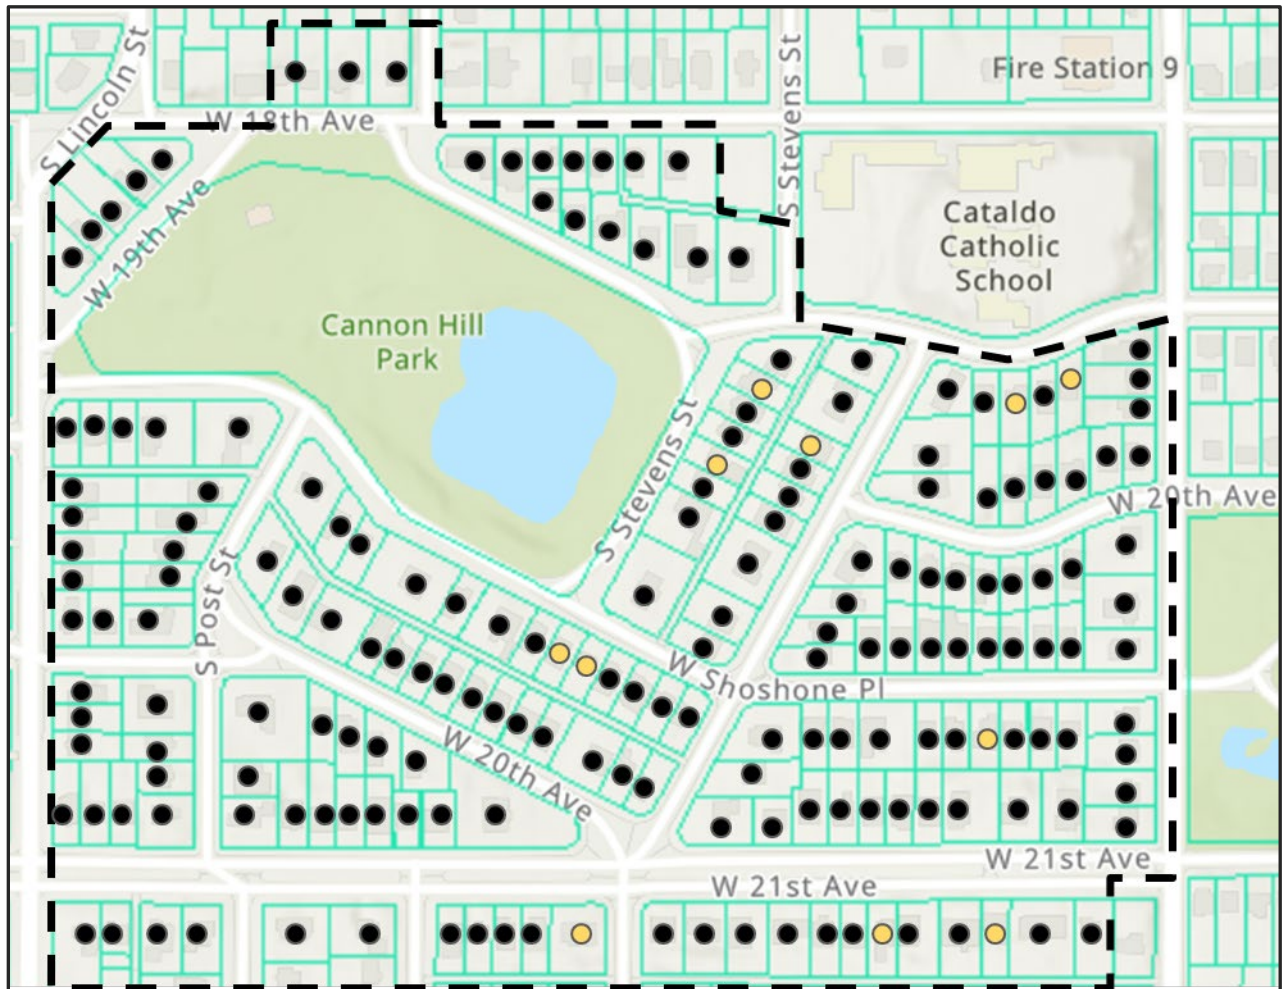 S Lincoln St
W 18th Ave
S Stevens St
Fire Station 9
W 19th Ave
Cataldo
Catholic
School
Cannon Hill
Park
S Stevens St
W 20th Ave
S Post St
W Shoshone Pl
W 20th Ave
W 21st Ave
W 21st Ave